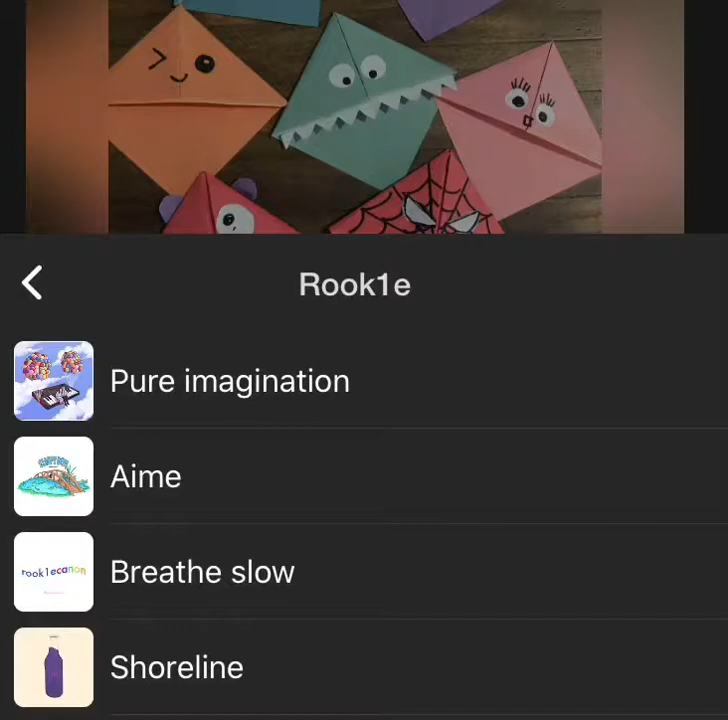 Rook1e
Pure imagination
Aime
rook1ecanon
Breathe slow
Shoreline